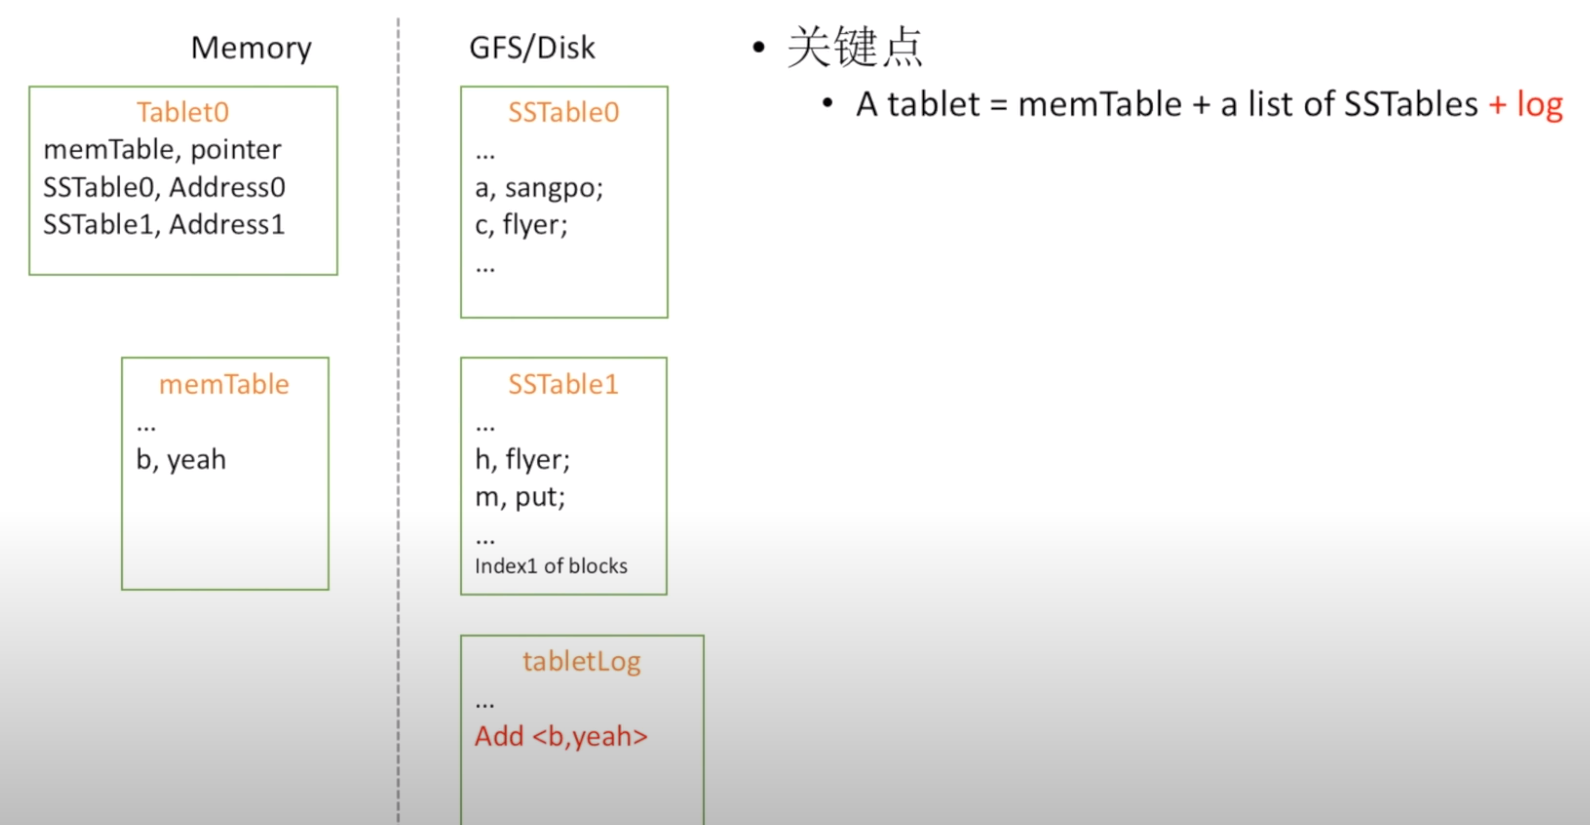 Memory
Tablet0
memTable, pointer
SSTable0, Address0
SSTable1, Address1
memTable
...
b, yeah
GFS/Disk
SSTable0
...
a, sangpo;
c, flyer;
...
SSTable1
...
h, flyer;
m, put;
...
Index1 of blocks
tabletLog
...
Add <b,yeah>
• 关键点
• A tablet = memTable + a list of SSTables + log